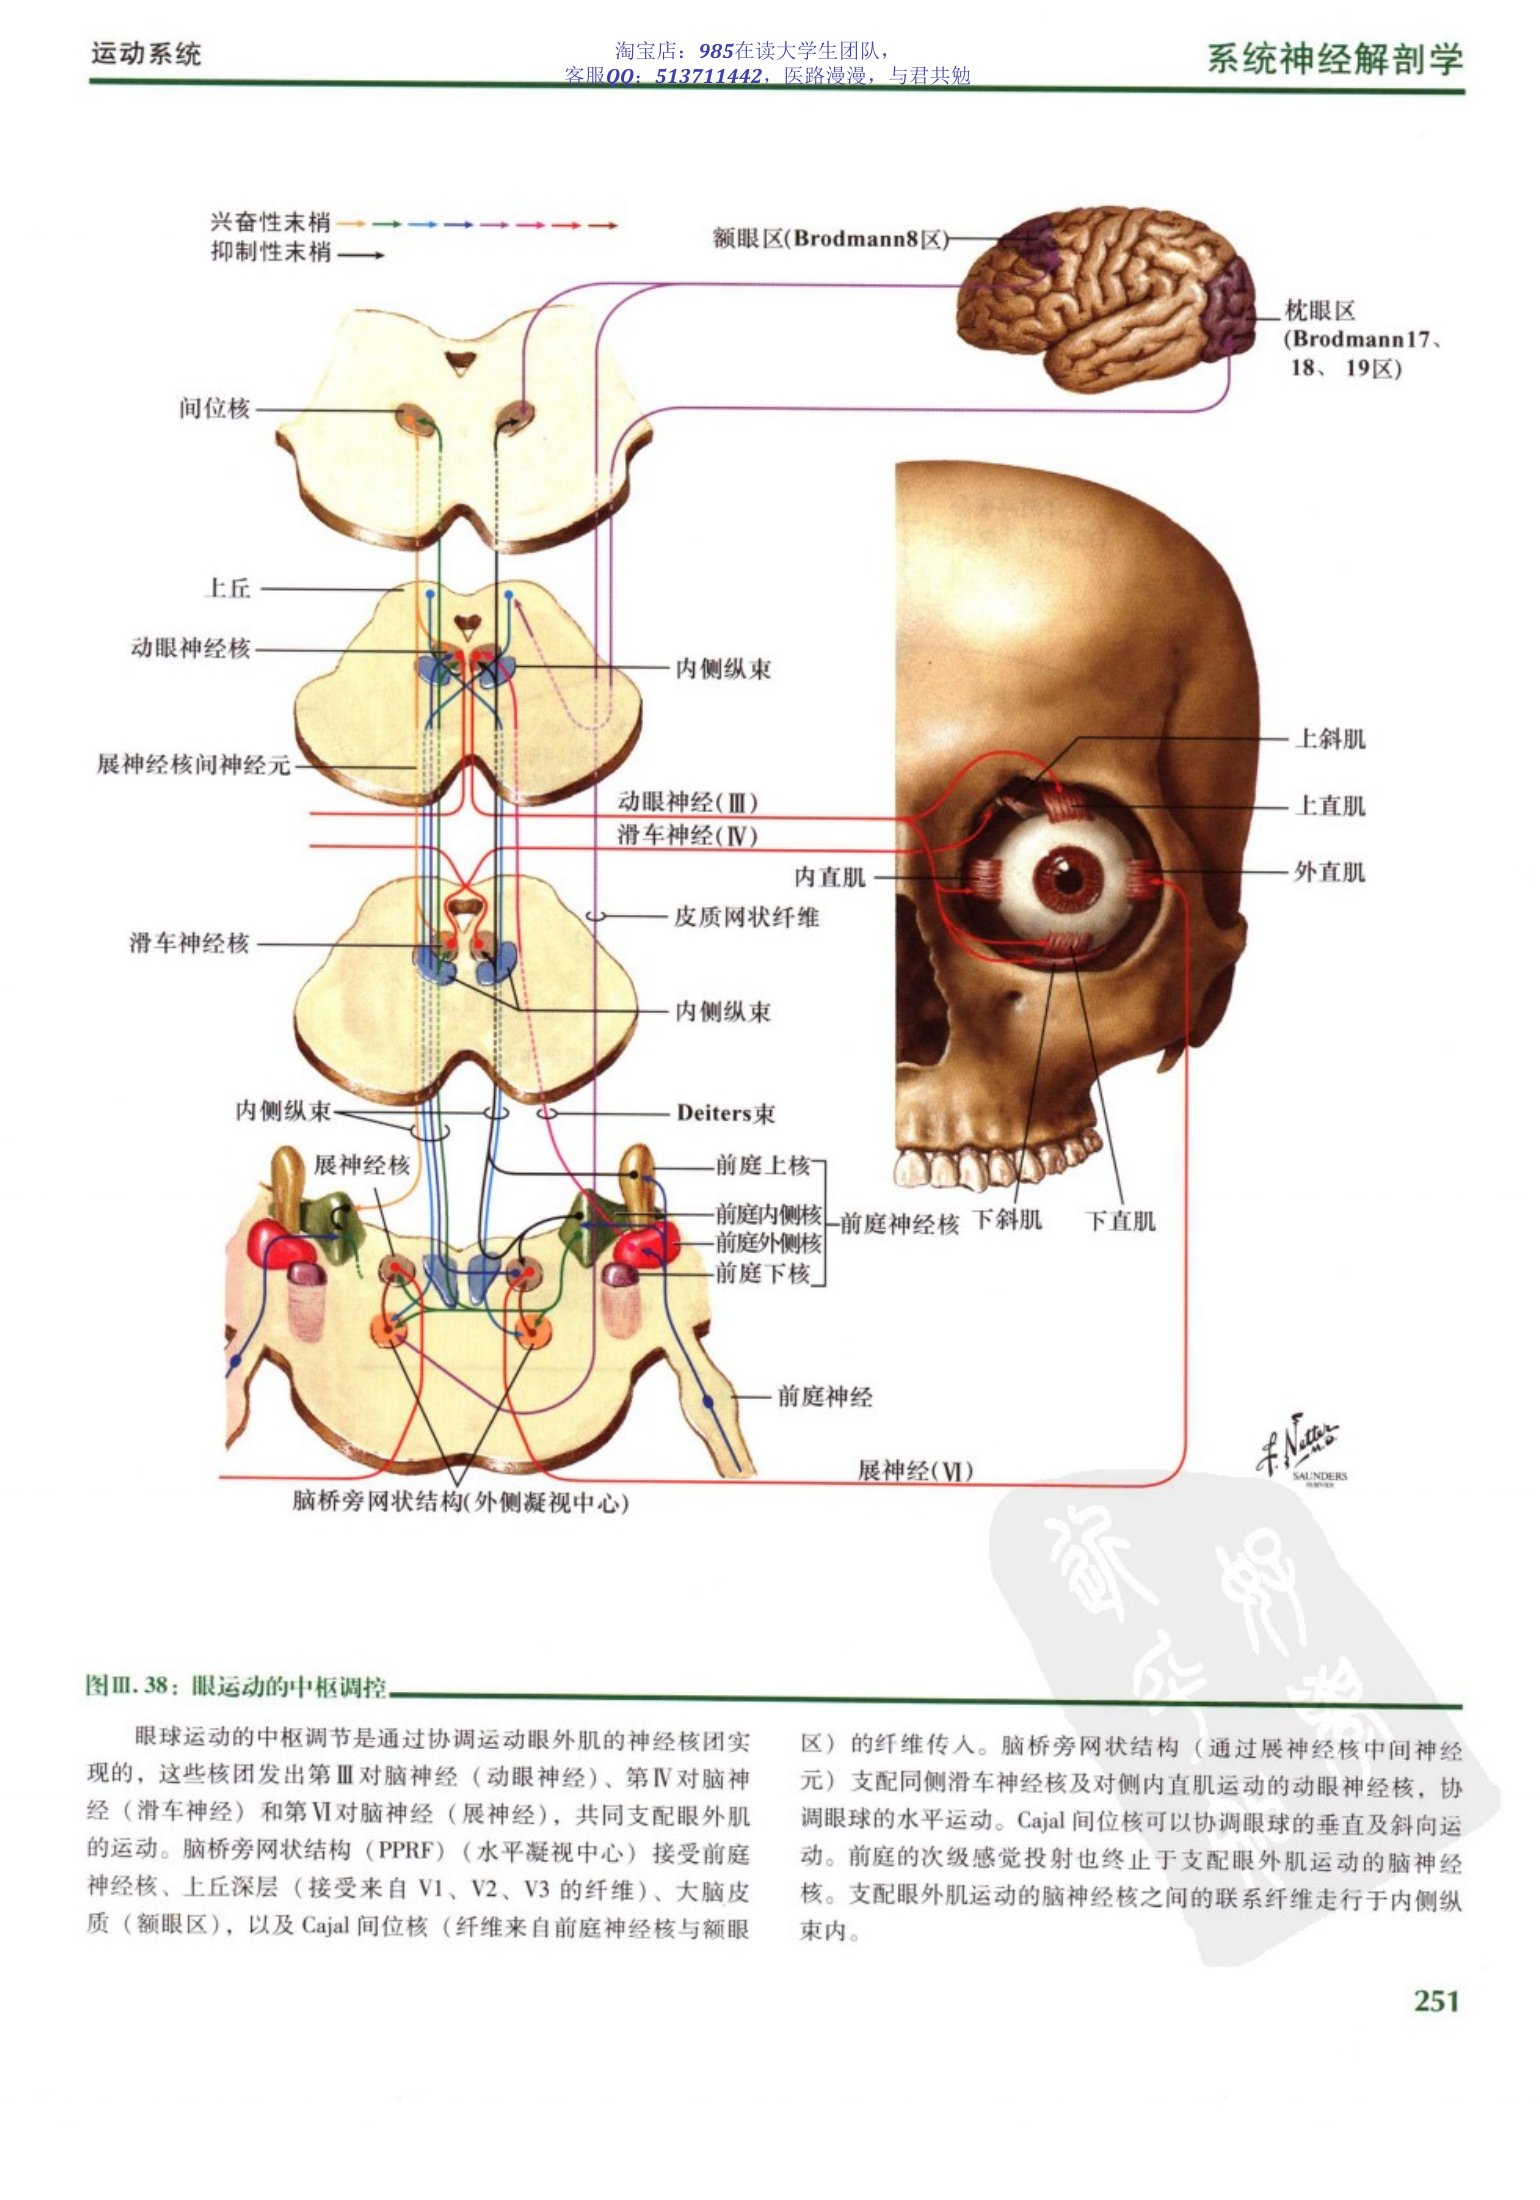 运动系统
淘宝店：985在读大学生团队，
客服QQ：513711442，医路漫漫，与君共勉
系统神经解剖学
兴奋性末梢
抑制性末梢
额眼区(Brodmann8区)
枕眼区
(Brodmann17、
18、 19区)
间位核
上丘
动眼神经核
内侧纵束
展神经核间神经元
上斜肌
动眼神经(Ⅲ)
上直肌
滑车神经(Ⅳ)
内直肌
外直肌
皮质网状纤维
滑车神经核
内侧纵束
内侧纵束
Deiters束
展神经核
前庭上核
前庭内侧核
前庭神经核
下斜肌
下直肌
前庭外侧核
前庭下核
前庭神经
展神经(Ⅵ)
脑桥旁网状结构(外侧凝视中心)
F. Netter
M.D.
SAUNDERS
图Ⅲ. 38：眼运动的中枢调控
眼球运动的中枢调节是通过协调运动眼外肌的神经核团实
现的，这些核团发出第Ⅲ对脑神经（动眼神经）、第Ⅳ对脑神
经（滑车神经）和第Ⅵ对脑神经（展神经），共同支配眼外肌
的运动。脑桥旁网状结构（PPRF）（水平凝视中心）接受前庭
神经核、上丘深层（接受来自 V1、V2、V3 的纤维）、大脑皮
质（额眼区），以及 Cajal 间位核（纤维来自前庭神经核与额眼
区）的纤维传入。脑桥旁网状结构（通过展神经核中间神经
元）支配同侧滑车神经核及对侧内直肌运动的动眼神经核，协
调眼球的水平运动。Cajal 间位核可以协调眼球的垂直及斜向运
动。前庭的次级感觉投射也终止于支配眼外肌运动的脑神经
核。支配眼外肌运动的脑神经核之间的联系纤维走行于内侧纵
束内。
251